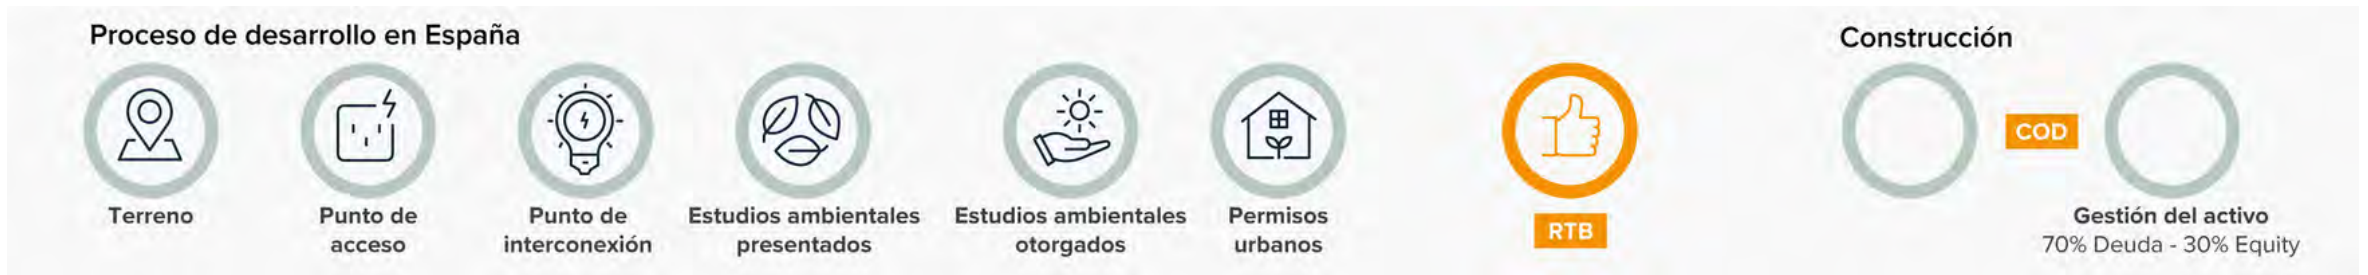 Proceso de desarrollo en España
Construcción
COD
Terreno
Punto de
acceso
Punto de
interconexión
Estudios ambientales
presentados
Estudios ambientales
otorgados
Permisos
urbanos
RTB
Gestión del activo
70% Deuda - 30% Equity